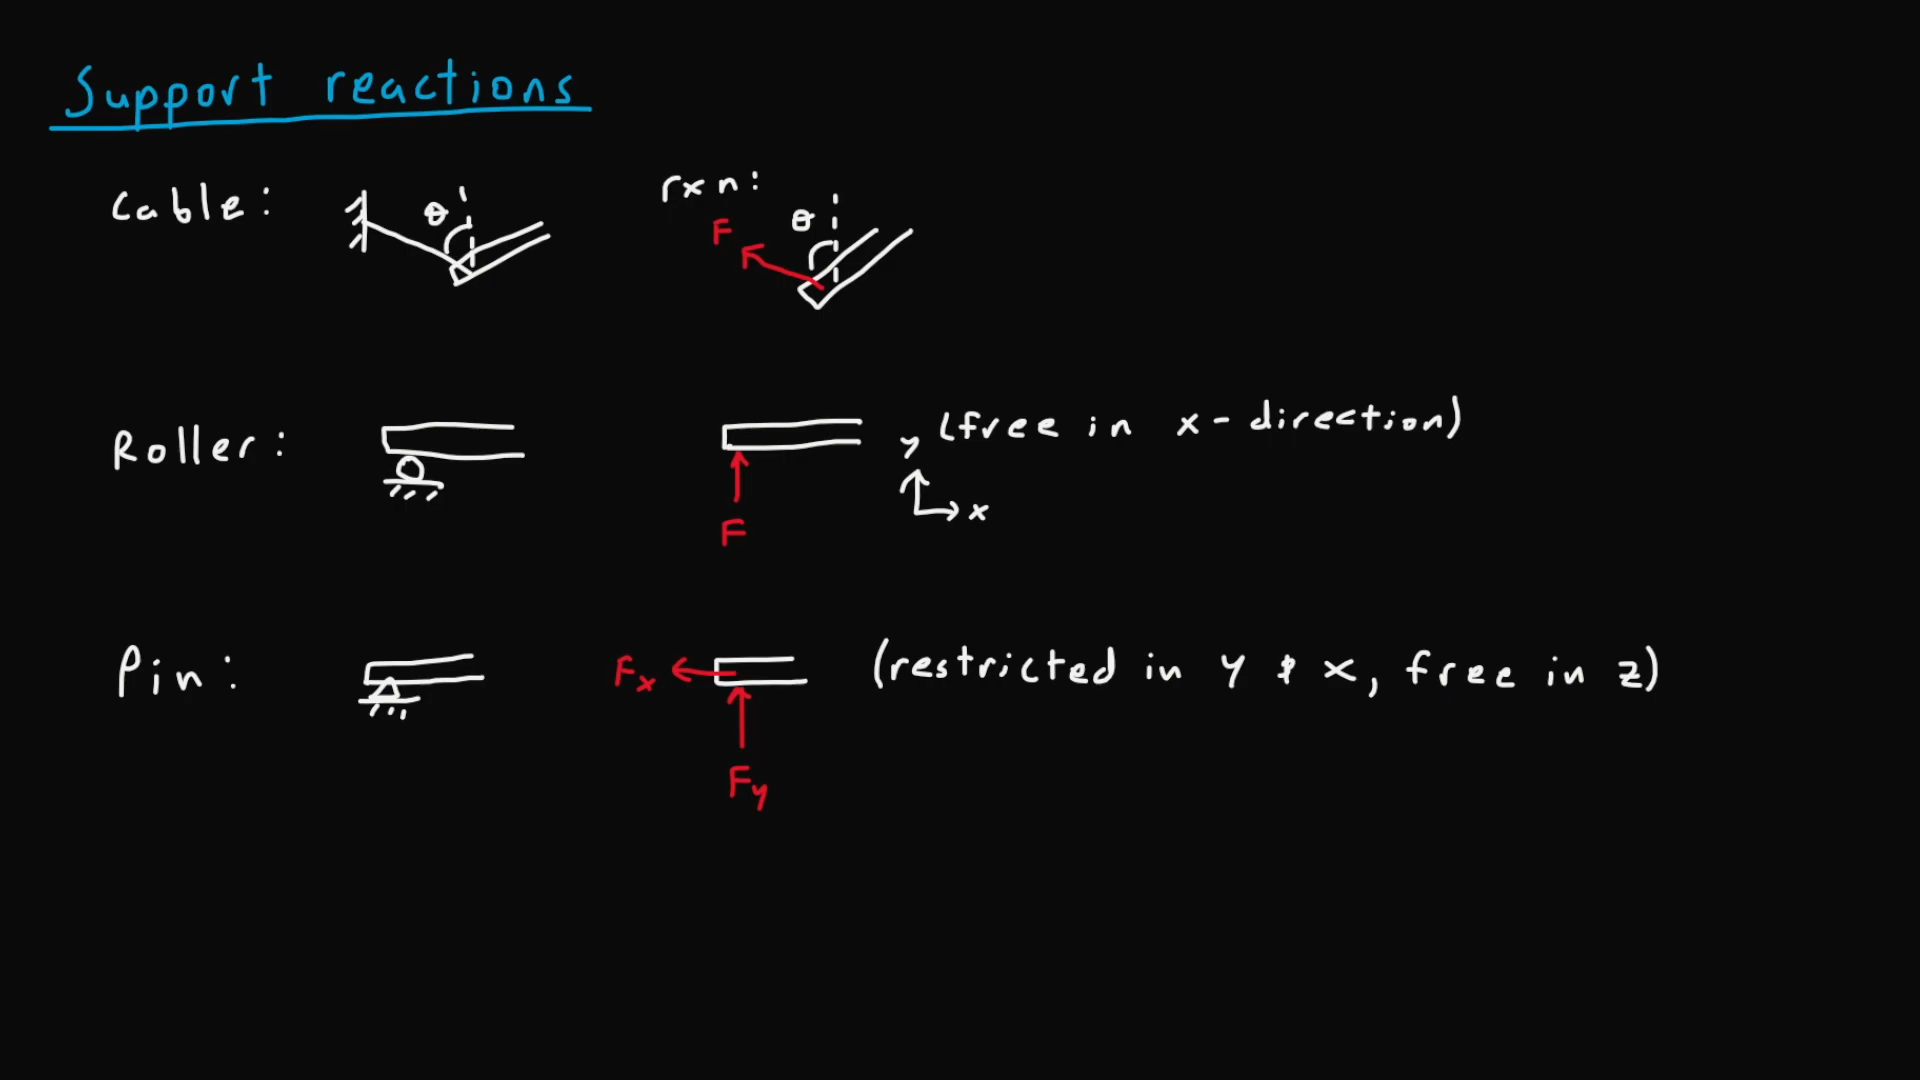 Support reactions
Cable:
θ
rxn:
F
θ
Roller:
F
y
x
(free in x-direction)
Pin:
Fx
Fy
(restricted in y & x, free in z)